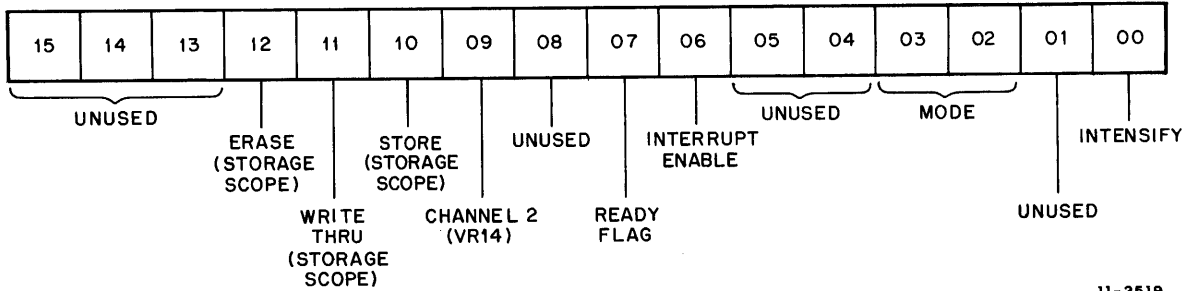 15 14 13 12 11 10 09 08 07 06 05 04 03 02 01 00
UNUSED
ERASE
(STORAGE
SCOPE)
WRITE
THRU
(STORAGE
SCOPE)
STORE
(STORAGE
SCOPE)
CHANNEL 2
(VR14)
UNUSED
READY
FLAG
INTERRUPT
ENABLE
UNUSED
MODE
UNUSED
INTENSIFY
11-2519